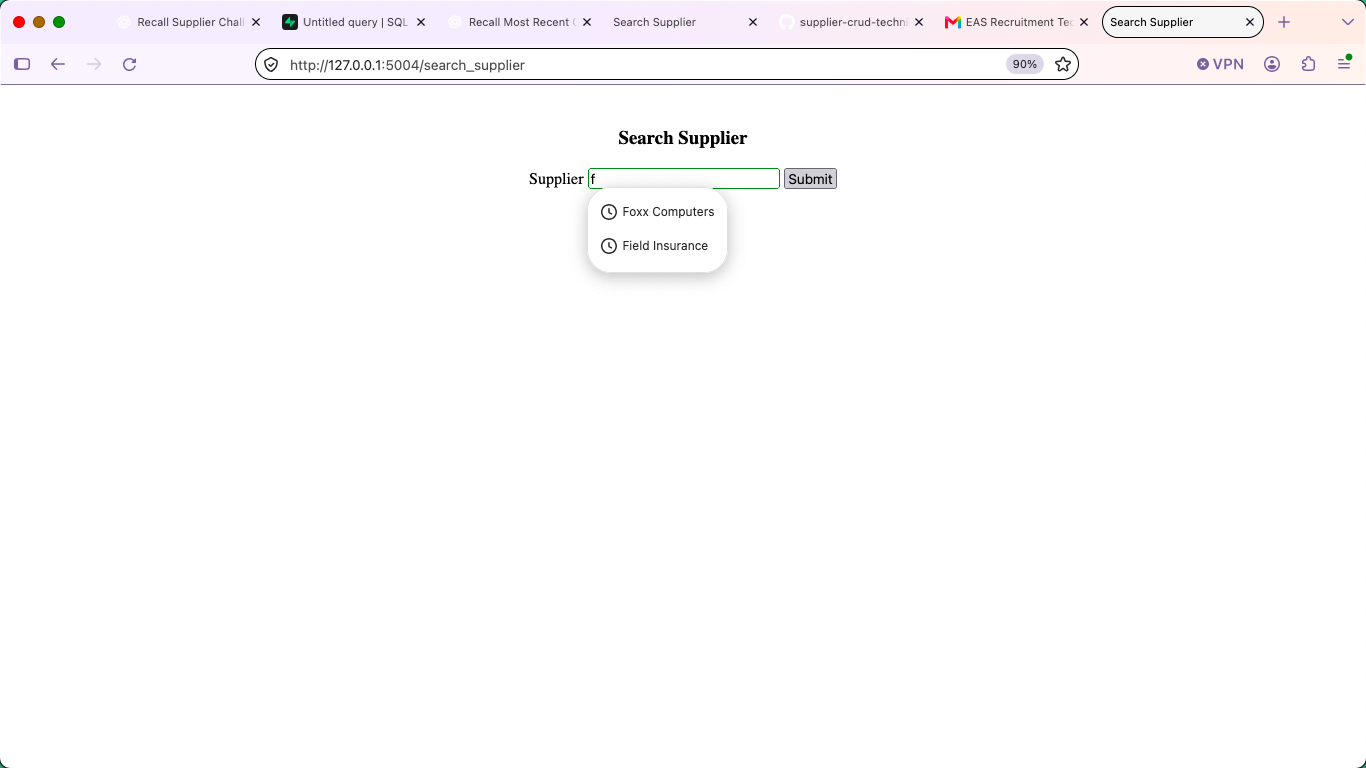 Recall Supplier Chall
Untitled query | SQL
Recall Most Recent
Search Supplier
supplier-crud-techni
EAS Recruitment Tec
Search Supplier
http://127.0.0.1:5004/search_supplier
90%
VPN
Search Supplier
Supplier f Submit
Foxx Computers
Field Insurance